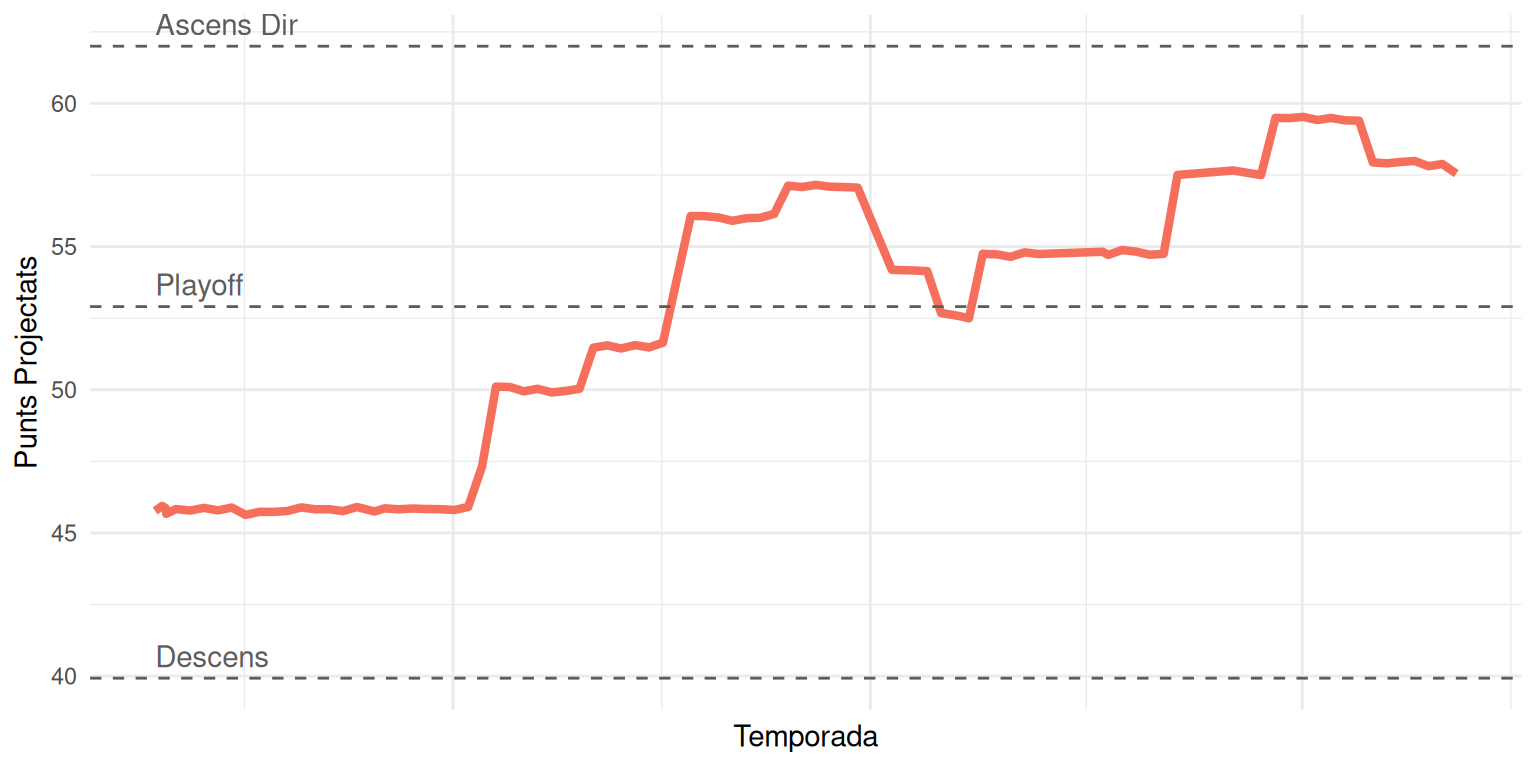 Ascens Dir
60
55
Playoff
50
45
Descens
40
Punts Projectats
Temporada